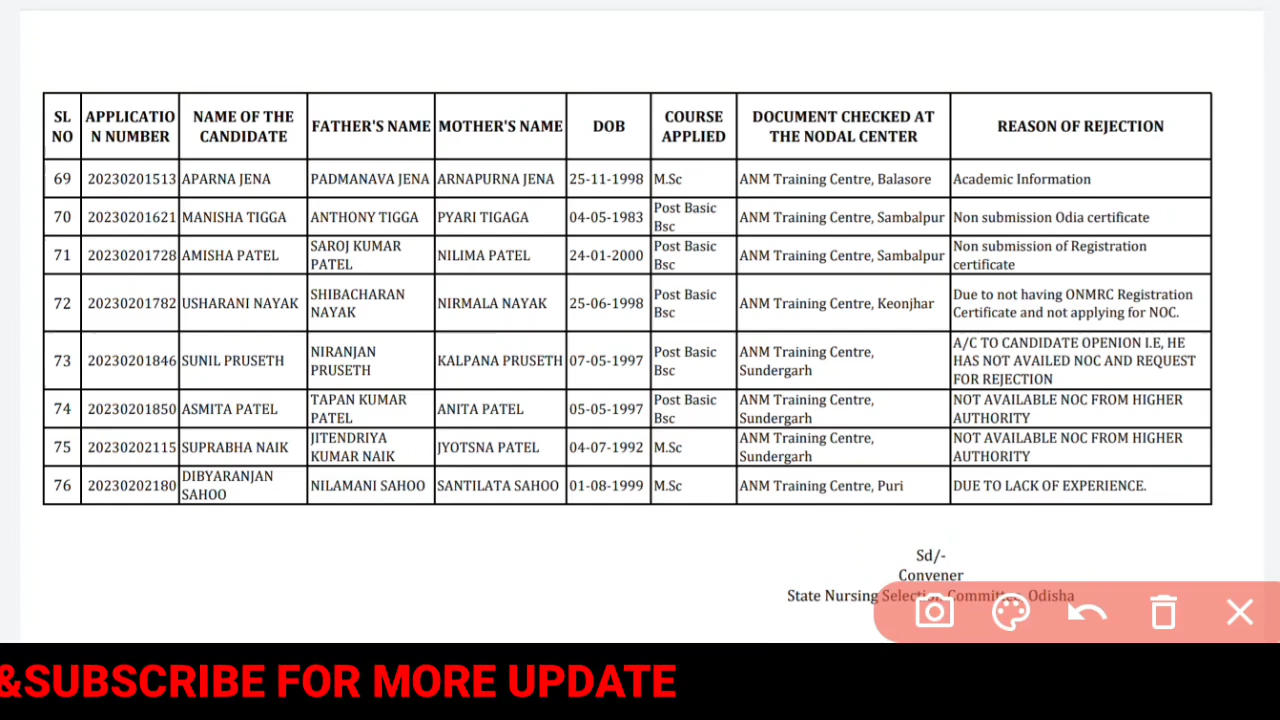 SL NO APPLICATIO N NUMBER NAME OF THE CANDIDATE FATHER'S NAME MOTHER'S NAME DOB COURSE APPLIED DOCUMENT CHECKED AT THE NODAL CENTER REASON OF REJECTION
69 20230201513 APARNA JENA PADMANAVA JENA ARNAPURNA JENA 25-11-1998 M.Sc ANM Training Centre, Balasore Academic Information
70 20230201621 MANISHA TIGGA ANTHONY TIGGA PYARI TIGAGA 04-05-1983 Post Basic Bsc ANM Training Centre, Sambalpur Non submission Odia certificate
71 20230201728 AMISHA PATEL SAROJ KUMAR PATEL NILIMA PATEL 24-01-2000 Post Basic Bsc ANM Training Centre, Sambalpur Non submission of Registration certificate
72 20230201782 USHARANI NAYAK SHIBACHARAN NAYAK NIRMALA NAYAK 25-06-1998 Post Basic Bsc ANM Training Centre, Keonjhar Due to not having ONMRC Registration Certificate and not applying for NOC.
73 20230201846 SUNIL PRUSETH NIRANJAN PRUSETH KALPANA PRUSETH 07-05-1997 Post Basic Bsc ANM Training Centre, Sundergarh A/C TO CANDIDATE OPENION I.E, HE HAS NOT AVAILED NOC AND REQUEST FOR REJECTION
74 20230201850 ASMITA PATEL TAPAN KUMAR PATEL ANITA PATEL 05-05-1997 Post Basic Bsc ANM Training Centre, Sundergarh NOT AVAILABLE NOC FROM HIGHER AUTHORITY
75 20230202115 SUPRABHA NAIK JITENDRIYA KUMAR NAIK JYOTSNA PATEL 04-07-1992 M.Sc ANM Training Centre, Sundergarh NOT AVAILABLE NOC FROM HIGHER AUTHORITY
76 20230202180 DIBYARANJAN SAHOO NILAMANI SAHOO SANTILATA SAHOO 01-08-1999 M.Sc ANM Training Centre, Puri DUE TO LACK OF EXPERIENCE.
Sd/-
Convener
State Nursing Selection Committee, Odisha
&SUBSCRIBE FOR MORE UPDATE